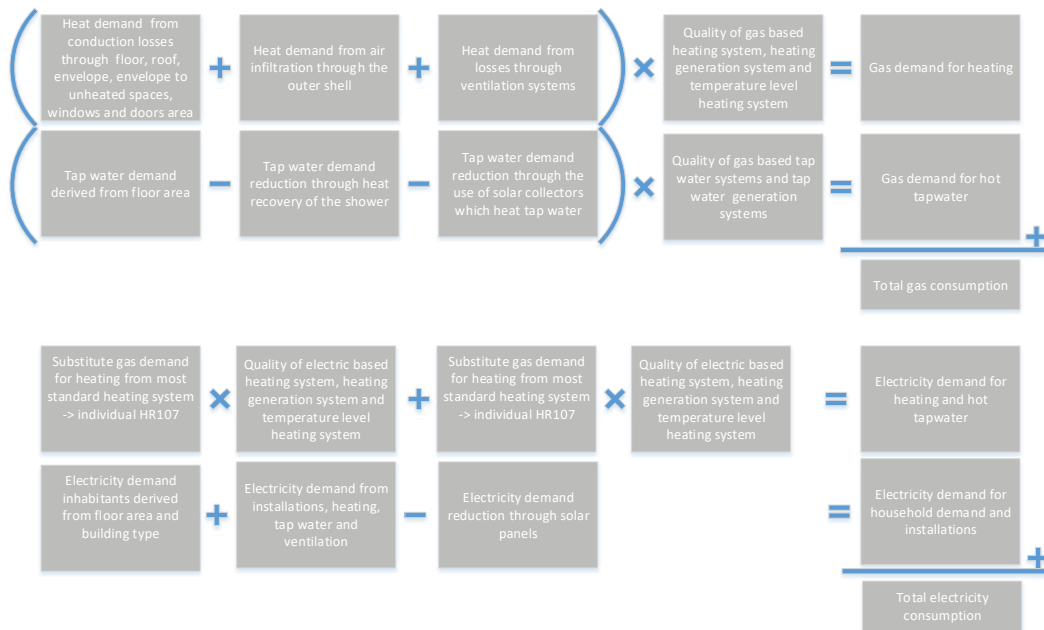 Heat demand from
conduction losses
through floor, roof,
envelope, envelope to
unheated spaces,
windows and doors area
+
Heat demand from air
infiltration through the
outer shell
+
Heat demand from
losses through
ventilation systems
×
Quality of gas based
heating system, heating
generation system and
temperature level
heating system
=
Gas demand for heating
Tap water demand
derived from floor area
−
Tap water demand
reduction through heat
recovery of the shower
−
Tap water demand
reduction through the
use of solar collectors
which heat tap water
×
Quality of gas based tap
water systems and tap
water generation
systems
=
Gas demand for hot
tapwater
+
Total gas consumption
Substitute gas demand
for heating from most
standard heating system
-> individual HR107
×
Quality of electric based
heating system, heating
generation system and
temperature level
heating system
+
Substitute gas demand
for heating from most
standard heating system
-> individual HR107
×
Quality of electric based
heating system, heating
generation system and
temperature level
heating system
=
Electricity demand for
heating and hot
tapwater
Electricity demand
inhabitants derived
from floor area and
building type
+
Electricity demand from
installations, heating,
tap water and
ventilation
−
Electricity demand
reduction through solar
panels
=
Electricity demand for
household demand and
installations
+
Total electricity
consumption